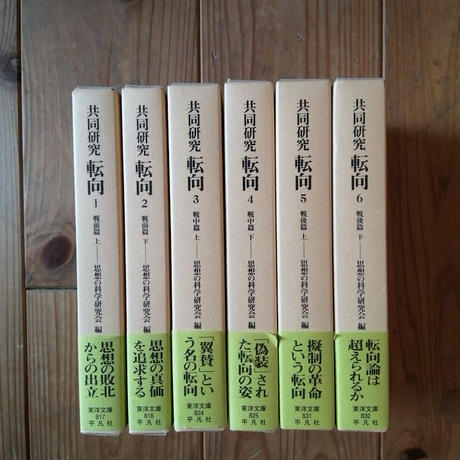 共同研究 転向 1 戦前篇 上──思想の科学研究会 編
思想の敗北
からの出立
東洋文庫
817
平凡社
共同研究 転向 2 戦前篇 下──思想の科学研究会 編
思想の真価
を追求する
東洋文庫
818
平凡社
共同研究 転向 3 戦中篇 上──思想の科学研究会 編
「翼賛」とい
う名の転向
東洋文庫
824
平凡社
共同研究 転向 4 戦中篇 下──思想の科学研究会 編
「偽装」され
た転向の姿
東洋文庫
825
平凡社
共同研究 転向 5 戦後篇 上──思想の科学研究会 編
擬制の革命
という転向
東洋文庫
831
平凡社
共同研究 転向 6 戦後篇 下──思想の科学研究会 編
転向論は
超えられるか
東洋文庫
832
平凡社